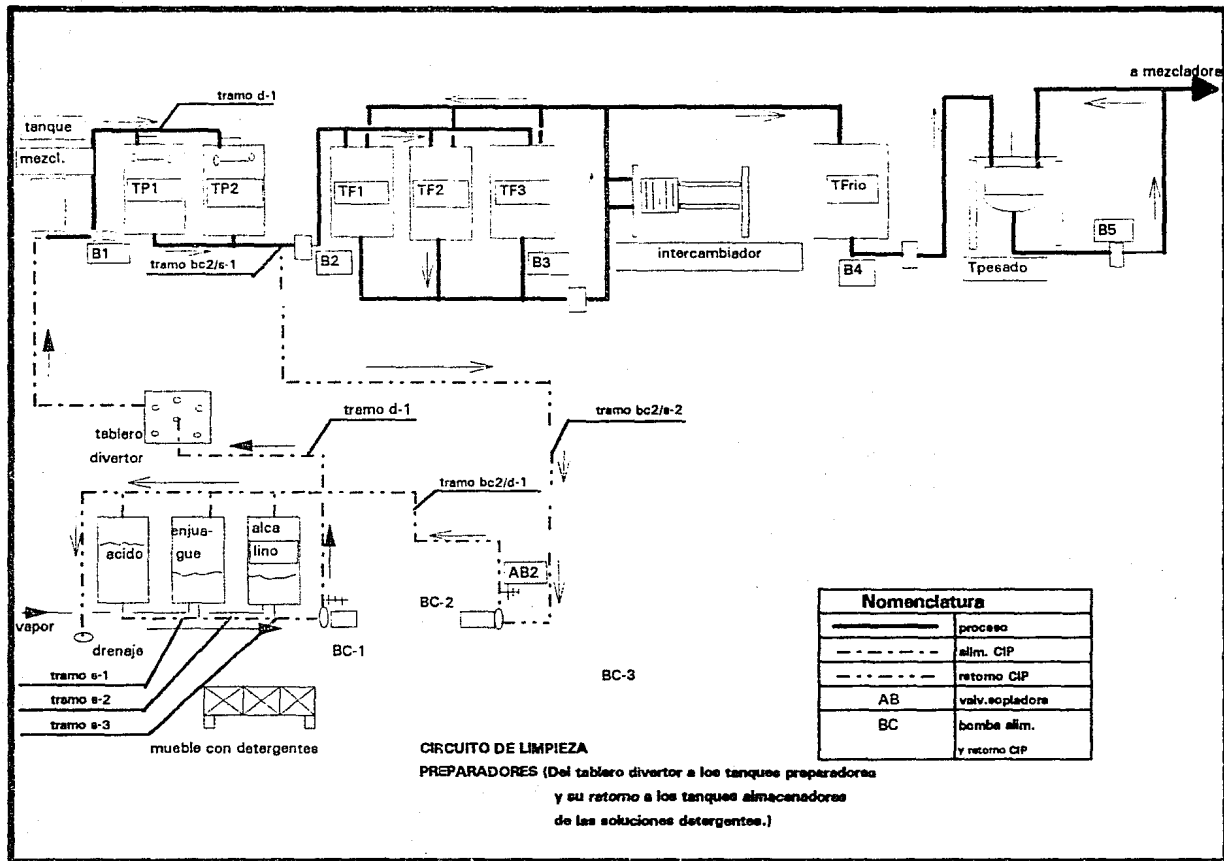 a mezcladora
tramo d-1
tanque
mezcl.
TP1
TP2
TF1
TF2
TF3
TFrio
B1
B2
B3
B4
B5
tramo bc2/s-1
intercambiador
Tpesado
tablero
divertor
tramo d-1
tramo bc2/s-2
tramo bc2/d-1
acido
enjua-
gue
alca
lino
AB2
BC-2
vapor
drenaje
BC-1
BC-3
tramo s-1
tramo s-2
tramo s-3
mueble con detergentes
Nomenclatura
proceso
alim. CIP
retorno CIP
AB valv.sopladora
BC bomba alim.
y retorno CIP
CIRCUITO DE LIMPIEZA
PREPARADORES (Del tablero divertor a los tanques preparadores
y su retorno a los tanques almacenadores
de las soluciones detergentes.)